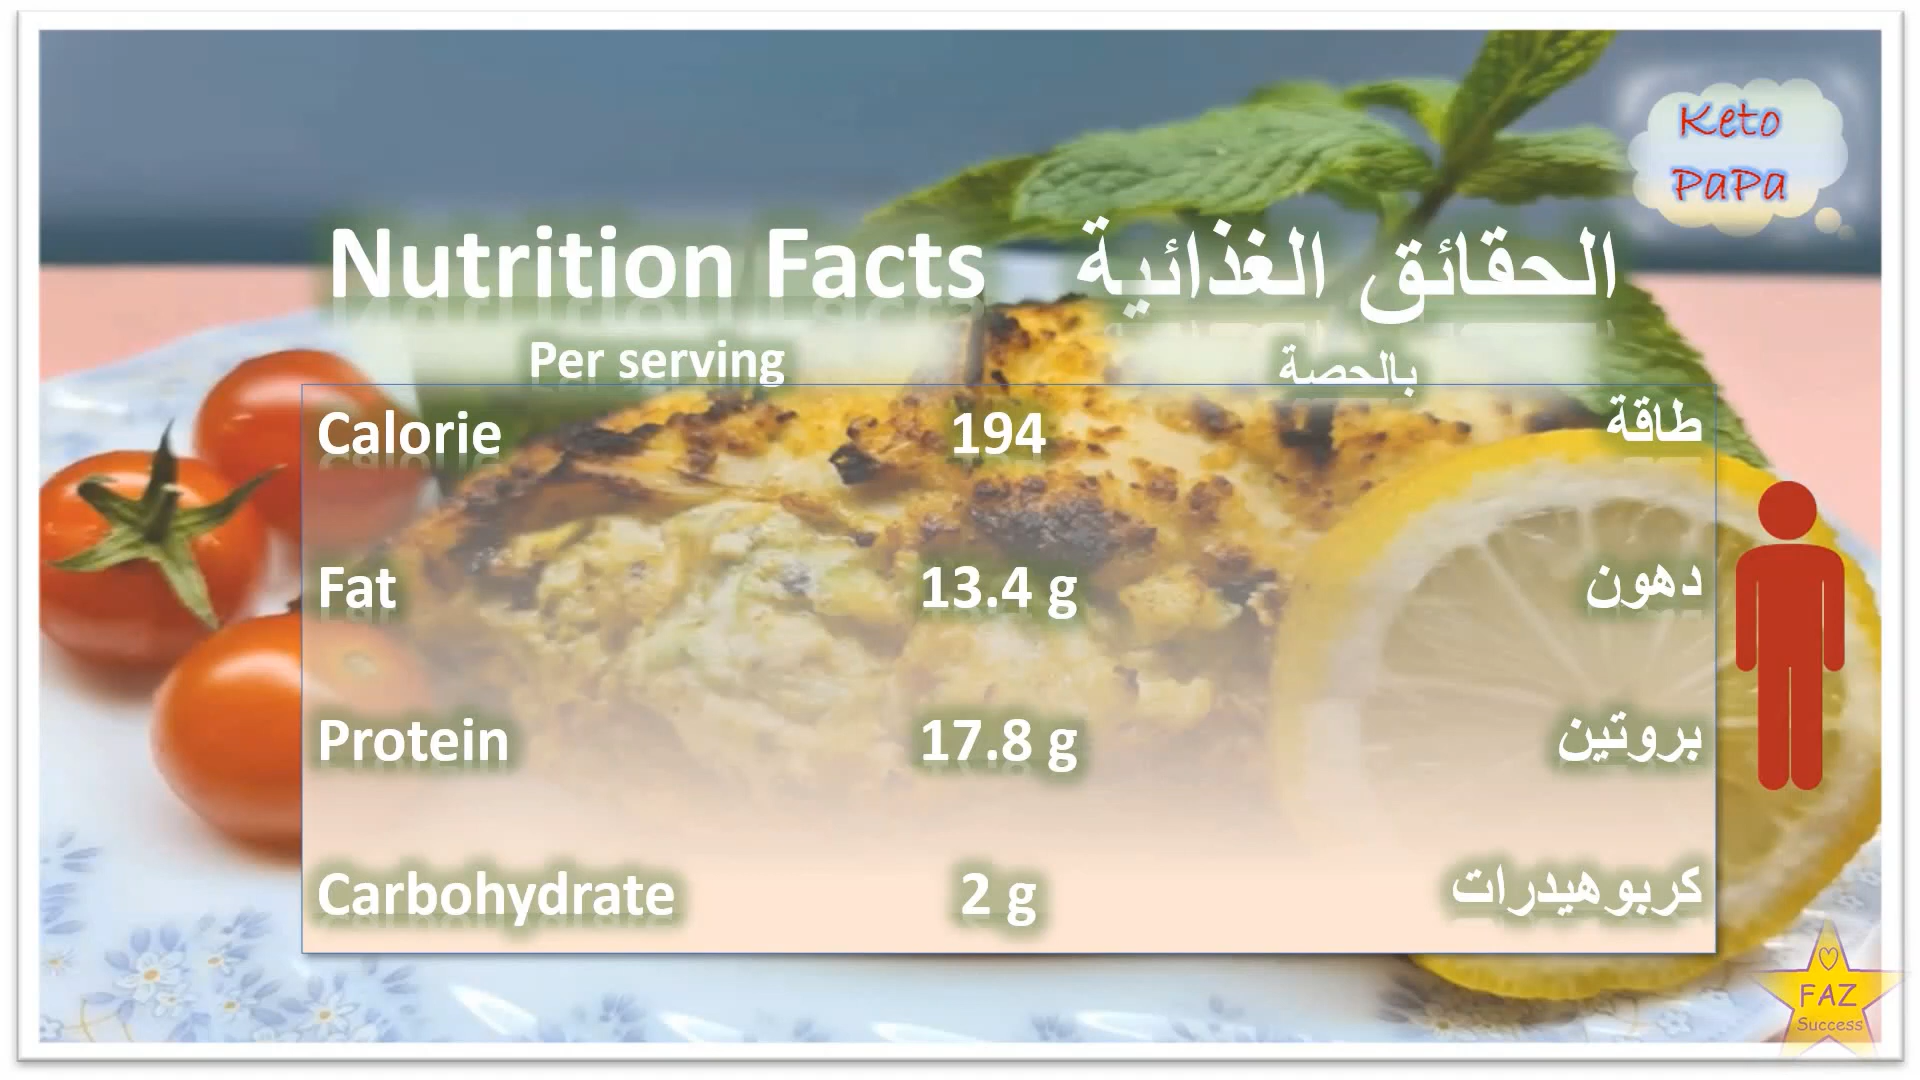 Keto
PaPa
Nutrition Facts الحقائق الغذائية
Per serving بالحصة
Calorie 194 طاقة
Fat 13.4 g دهون
Protein 17.8 g بروتين
Carbohydrate 2 g كربوهيدرات
FAZ
Success